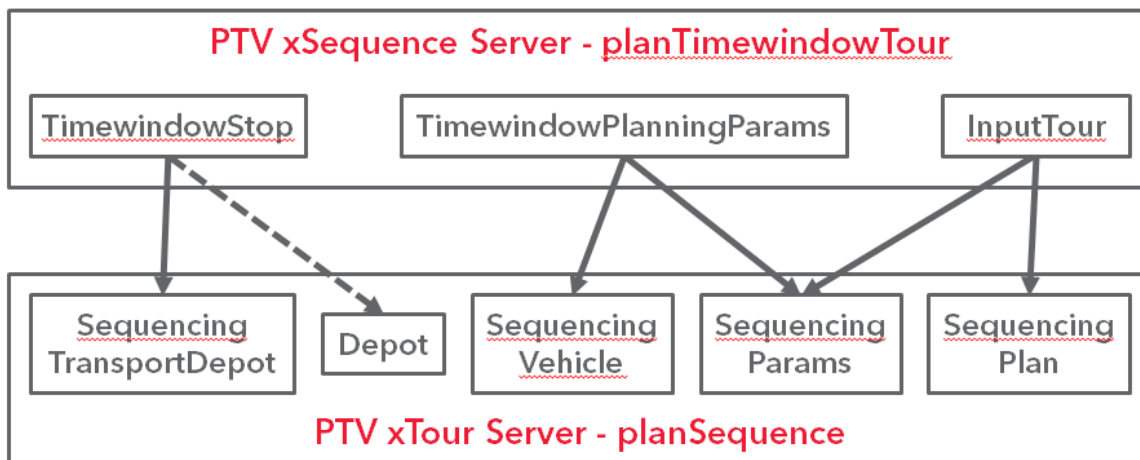 PTV xSequence Server - planTimewindowTour
TimewindowStop
TimewindowPlanningParams
InputTour
Sequencing
TransportDepot
Depot
Sequencing
Vehicle
Sequencing
Params
Sequencing
Plan
PTV xTour Server - planSequence